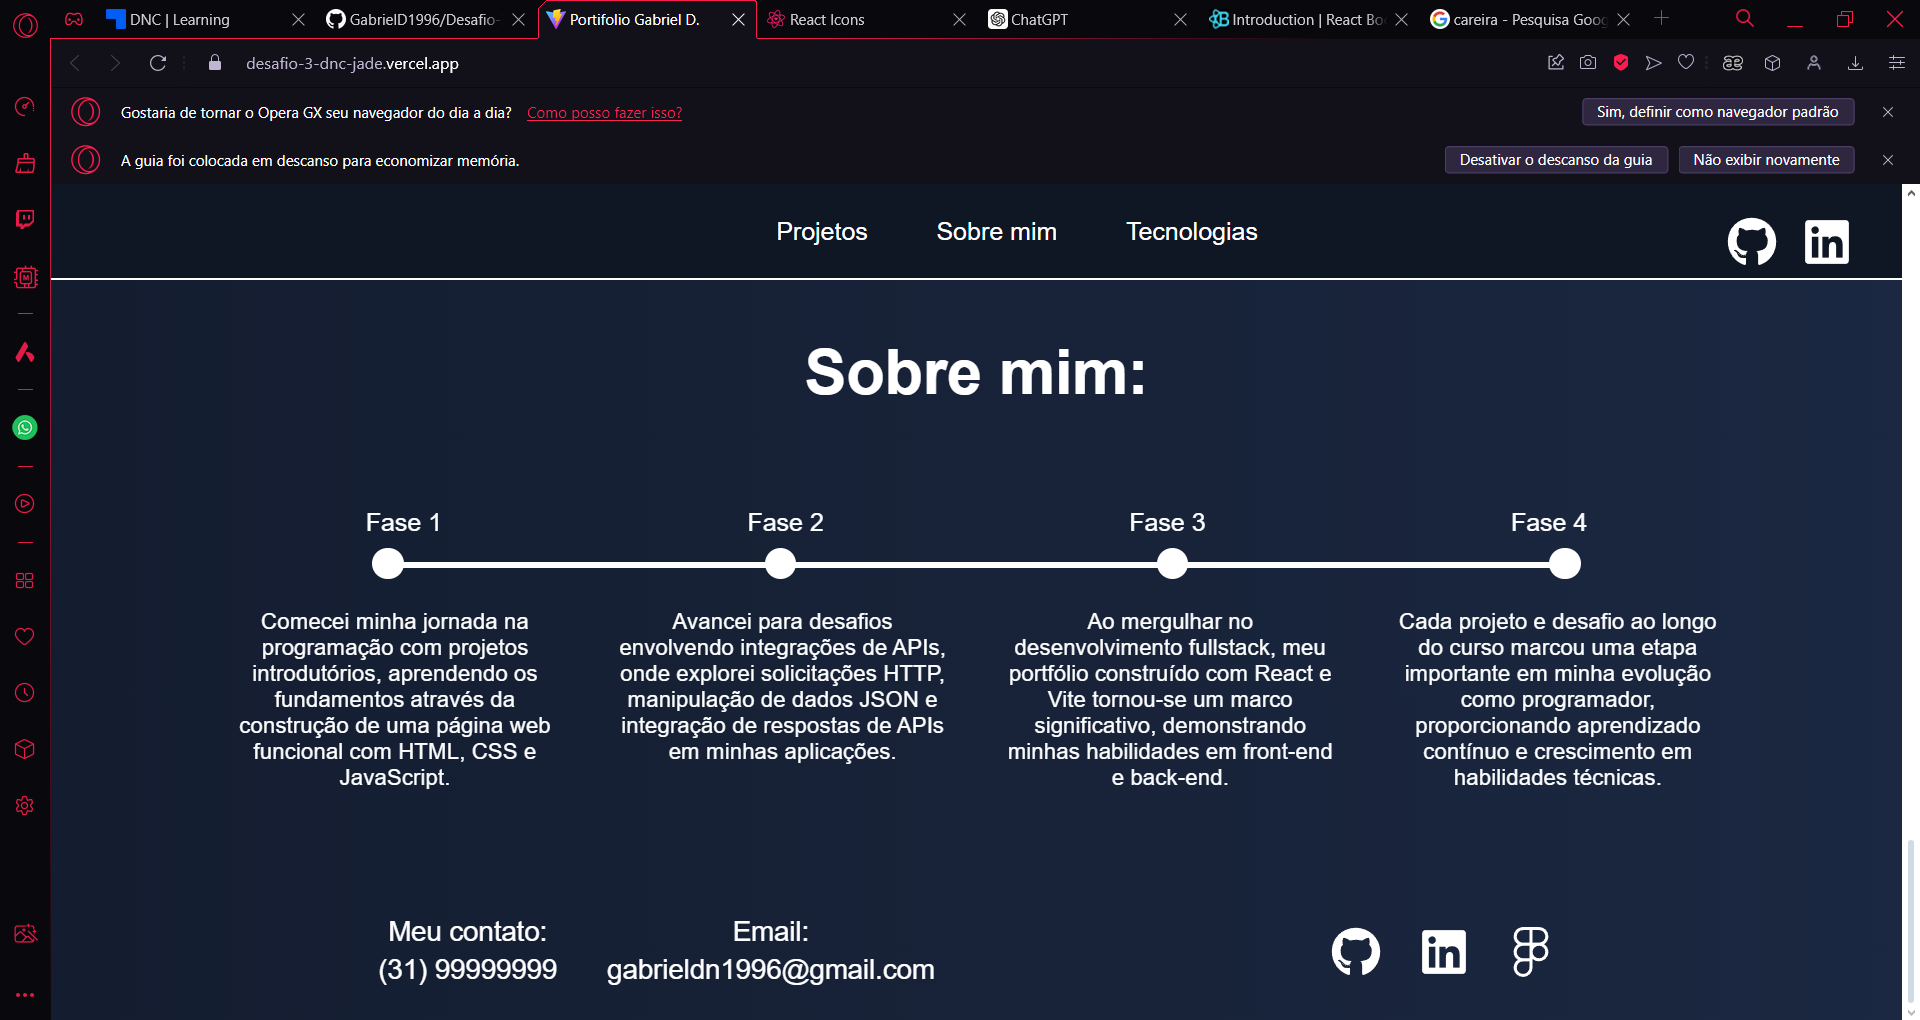 DNC | Learning
GabrielD1996/Desafio-
Portifolio Gabriel D.
React Icons
ChatGPT
Introduction | React Bo
careira - Pesquisa Goog
desafio-3-dnc-jade.vercel.app
Gostaria de tornar o Opera GX seu navegador do dia a dia? Como posso fazer isso?
Sim, definir como navegador padrão
A guia foi colocada em descanso para economizar memória.
Desativar o descanso da guia
Não exibir novamente
Projetos
Sobre mim
Tecnologias
Sobre mim:
Fase 1
Comecei minha jornada na
programação com projetos
introdutórios, aprendendo os
fundamentos através da
construção de uma página web
funcional com HTML, CSS e
JavaScript.
Fase 2
Avancei para desafios
envolvendo integrações de APIs,
onde explorei solicitações HTTP,
manipulação de dados JSON e
integração de respostas de APIs
em minhas aplicações.
Fase 3
Ao mergulhar no
desenvolvimento fullstack, meu
portfólio construído com React e
Vite tornou-se um marco
significativo, demonstrando
minhas habilidades em front-end
e back-end.
Fase 4
Cada projeto e desafio ao longo
do curso marcou uma etapa
importante em minha evolução
como programador,
proporcionando aprendizado
contínuo e crescimento em
habilidades técnicas.
Meu contato:
(31) 99999999
Email:
gabrieldn1996@gmail.com